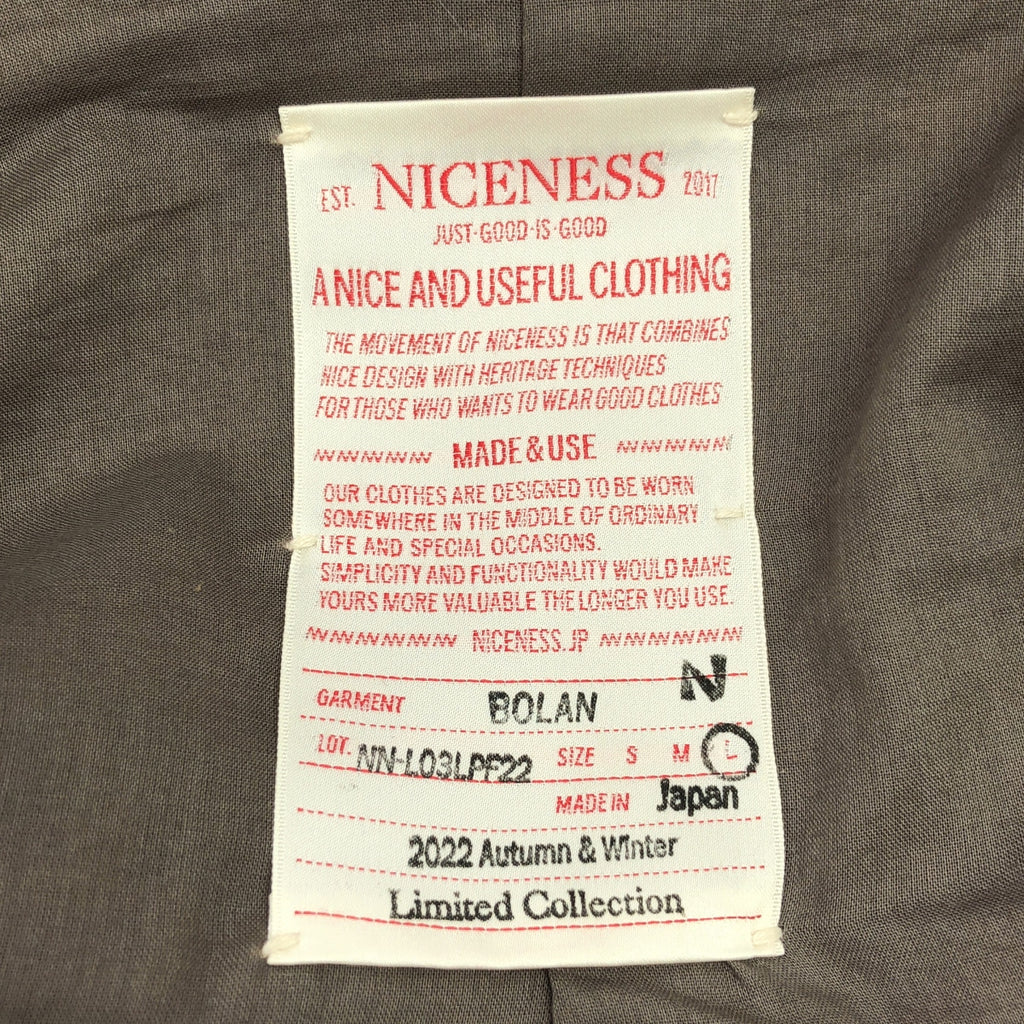 EST. NICENESS 2017
JUST·GOOD·IS·GOOD
A NICE AND USEFUL CLOTHING
THE MOVEMENT OF NICENESS IS THAT COMBINES
NICE DESIGN WITH HERITAGE TECHNIQUES
FOR THOSE WHO WANTS TO WEAR GOOD CLOTHES
MADE & USE
OUR CLOTHES ARE DESIGNED TO BE WORN
SOMEWHERE IN THE MIDDLE OF ORDINARY
LIFE AND SPECIAL OCCASIONS.
SIMPLICITY AND FUNCTIONALITY WOULD MAKE
YOURS MORE VALUABLE THE LONGER YOU USE.
NICENESS.JP
N
GARMENT BOLAN
LOT. NN-L03LPF22 SIZE S M L
MADE IN Japan
2022 Autumn & Winter
Limited Collection